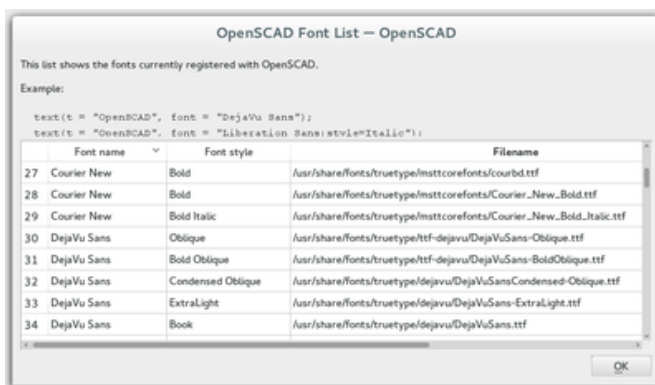 OpenSCAD Font List — OpenSCAD
This list shows the fonts currently registered with OpenSCAD.
Example:
text(t = "OpenSCAD", font = "DejaVu Sans");
text(t = "OpenSCAD", font = "Liberation Sans:style=Italic");
Font name Font style Filename
27 Courier New Bold /usr/share/fonts/truetype/msttcorefonts/courbd.ttf
28 Courier New Bold /usr/share/fonts/truetype/msttcorefonts/Courier_New_Bold.ttf
29 Courier New Bold Italic /usr/share/fonts/truetype/msttcorefonts/Courier_New_Bold_Italic.ttf
30 DejaVu Sans Oblique /usr/share/fonts/truetype/ttf-dejavu/DejaVuSans-Oblique.ttf
31 DejaVu Sans Bold Oblique /usr/share/fonts/truetype/ttf-dejavu/DejaVuSans-BoldOblique.ttf
32 DejaVu Sans Condensed Oblique /usr/share/fonts/truetype/dejavu/DejaVuSansCondensed-Oblique.ttf
33 DejaVu Sans ExtraLight /usr/share/fonts/truetype/dejavu/DejaVuSans-ExtraLight.ttf
34 DejaVu Sans Book /usr/share/fonts/truetype/dejavu/DejaVuSans.ttf
OK